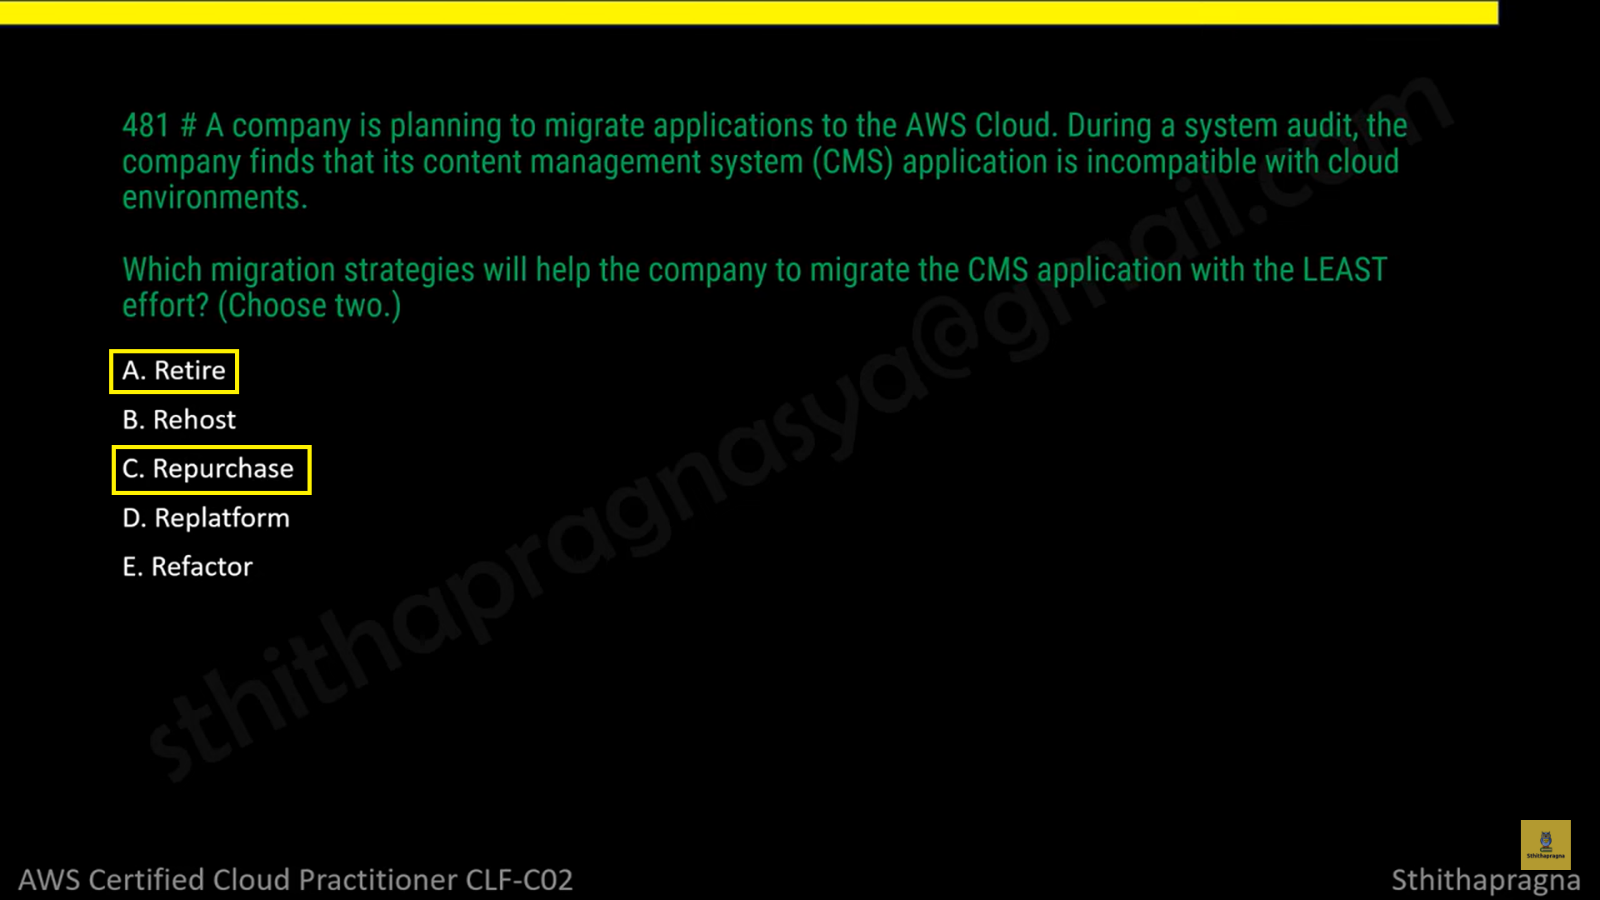 481 # A company is planning to migrate applications to the AWS Cloud. During a system audit, the
company finds that its content management system (CMS) application is incompatible with cloud
environments.
Which migration strategies will help the company to migrate the CMS application with the LEAST
effort? (Choose two.)
A. Retire
B. Rehost
C. Repurchase
D. Replatform
E. Refactor
sthithapragnasya@gmail.com
Sthithapragna
AWS Certified Cloud Practitioner CLF-C02
Sthithapragna